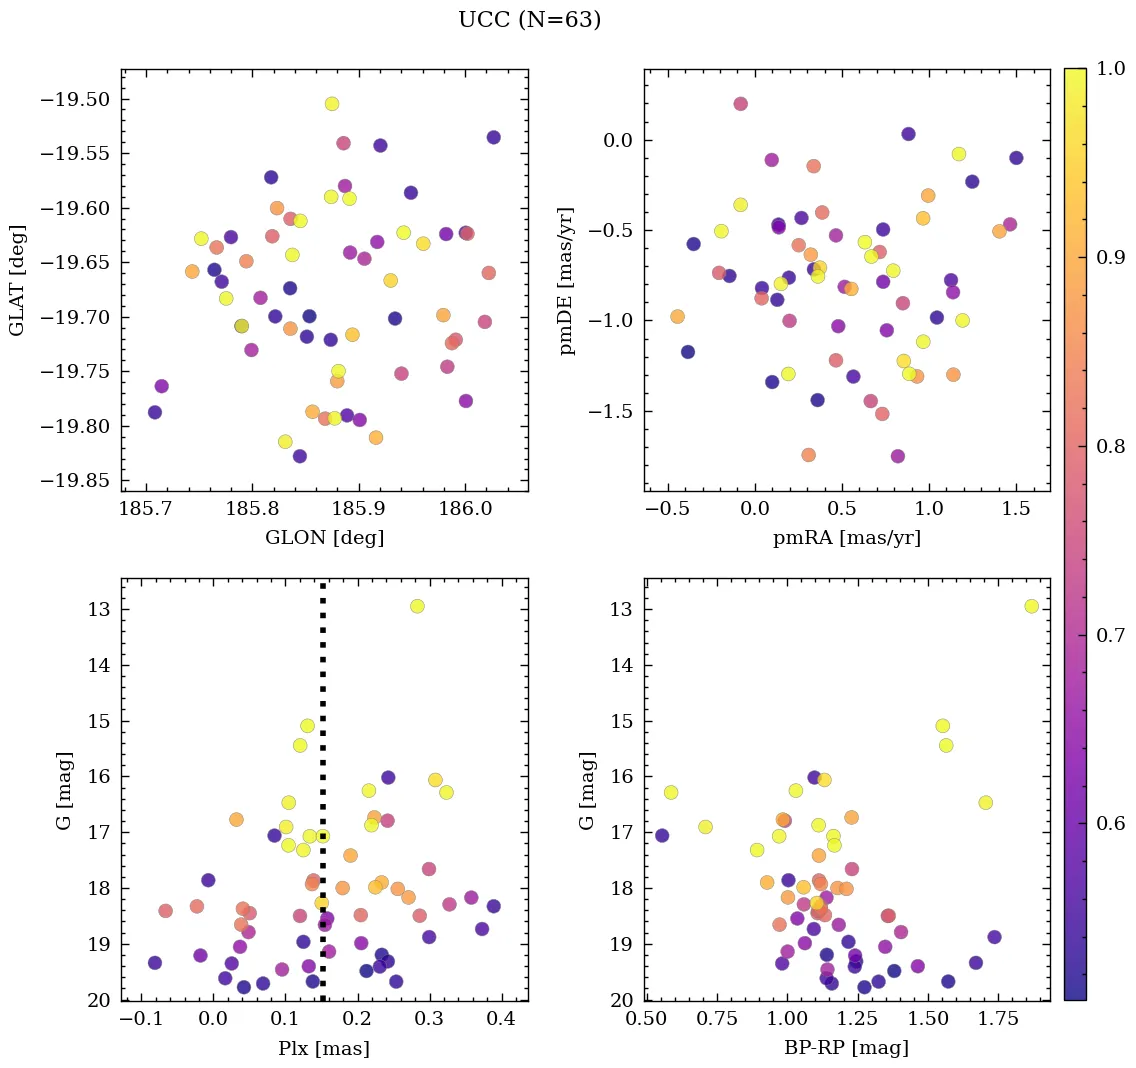 UCC (N=63)
−19.50
−19.55
−19.60
−19.65
−19.70
−19.75
−19.80
−19.85
GLAT [deg]
185.7 185.8 185.9 186.0
GLON [deg]
0.0
−0.5
−1.0
−1.5
pmDE [mas/yr]
−0.5 0.0 0.5 1.0 1.5
pmRA [mas/yr]
1.0
0.9
0.8
0.7
0.6
13
14
15
16
17
18
19
20
G [mag]
−0.1 0.0 0.1 0.2 0.3 0.4
Plx [mas]
13
14
15
16
17
18
19
20
G [mag]
0.50 0.75 1.00 1.25 1.50 1.75
BP-RP [mag]